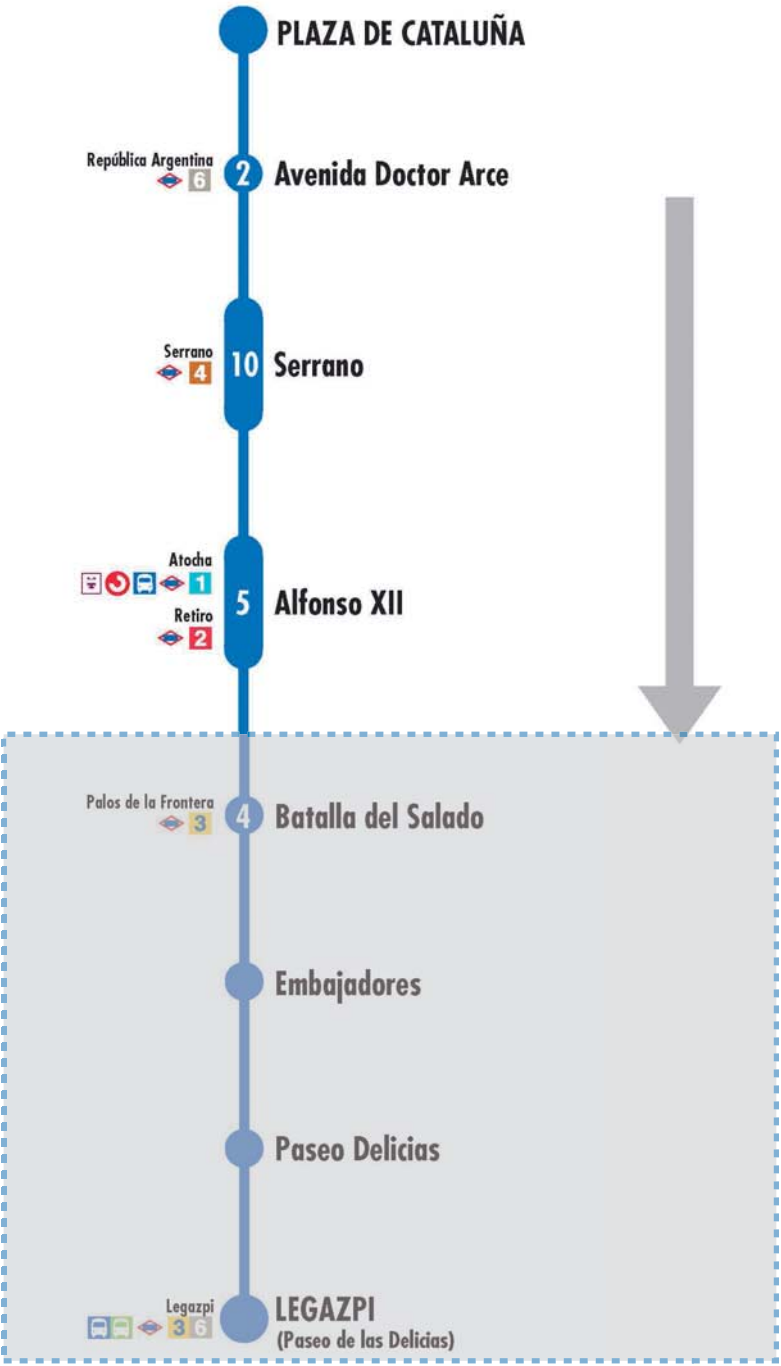 PLAZA DE CATALUÑA
República Argentina
6
2
Avenida Doctor Arce
Serrano
4
10
Serrano
Atocha
1
Retiro
2
5
Alfonso XII
Palos de la Frontera
3
4
Batalla del Salado
Embajadores
Paseo Delicias
Legazpi
3 6
LEGAZPI
(Paseo de las Delicias)